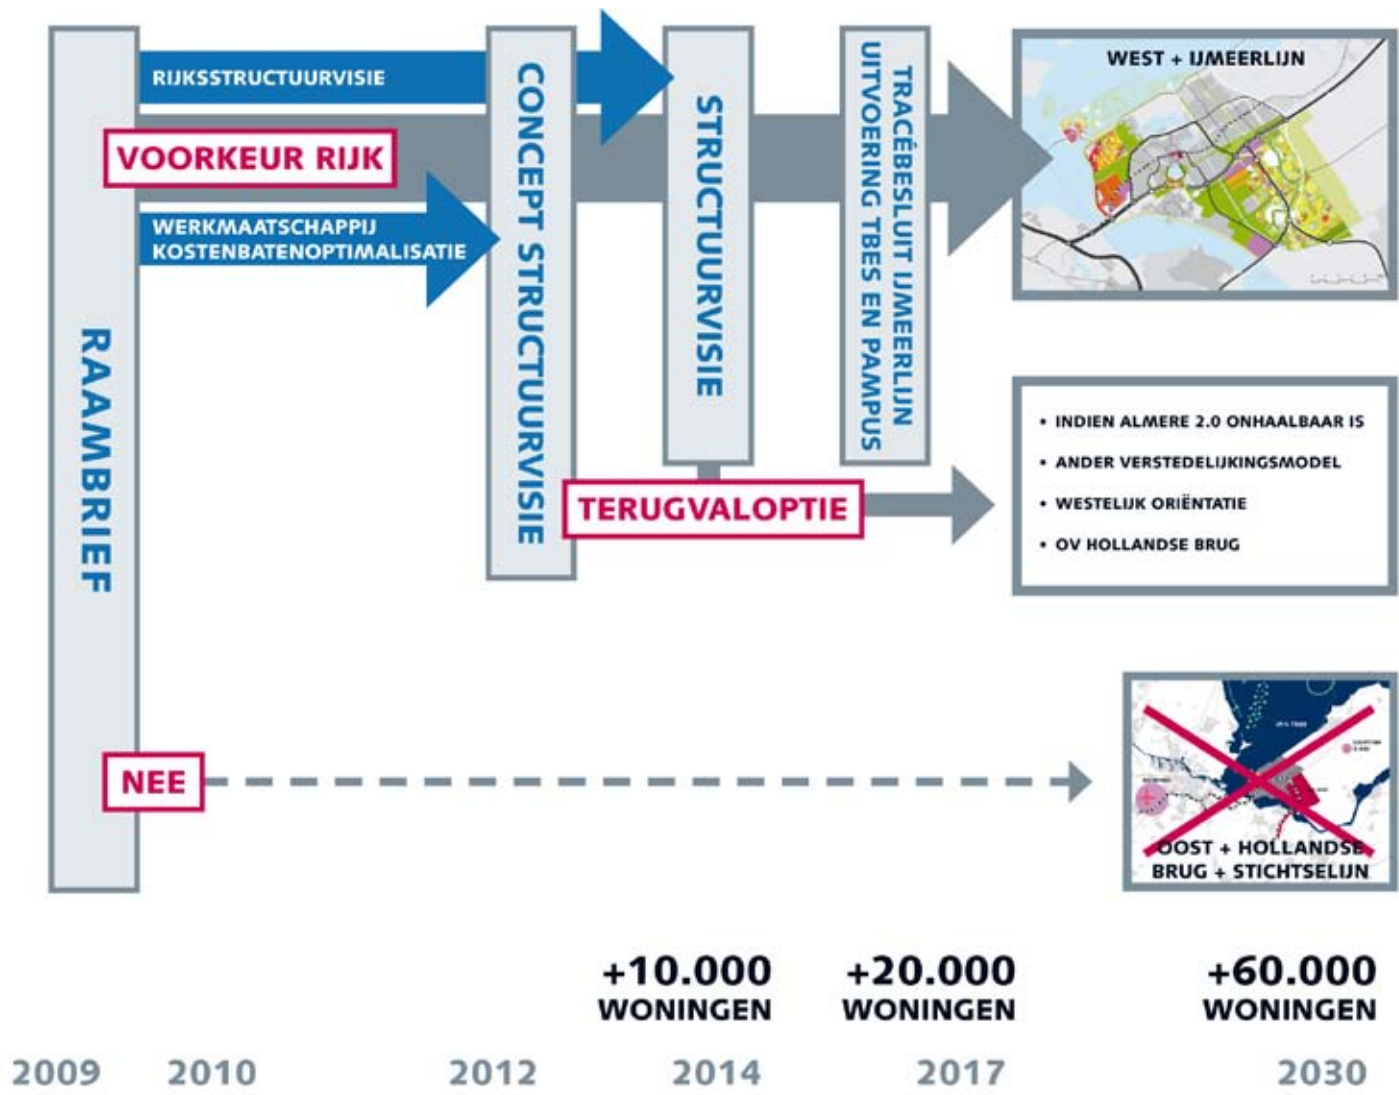 RAAMBRIEF
RIJKSSTRUCTUURVISIE
VOORKEUR RIJK
WERKMAATSCHAPPIJ
KOSTENBATENOPTIMALISATIE
CONCEPT STRUCTUURVISIE
STRUCTUURVISIE
TRACÉBESLUIT IJMEERLIJN
UITVOERING TBES EN PAMPUS
WEST + IJMEERLIJN
TERUGVALOPTIE
• INDIEN ALMERE 2.0 ONHAALBAAR IS
• ANDER VERSTEDELIJKINGSMODEL
• WESTELIJK ORIËNTATIE
• OV HOLLANDSE BRUG
NEE
OOST + HOLLANDSE
BRUG + STICHTSELIJN
+10.000
WONINGEN
+20.000
WONINGEN
+60.000
WONINGEN
2009
2010
2012
2014
2017
2030